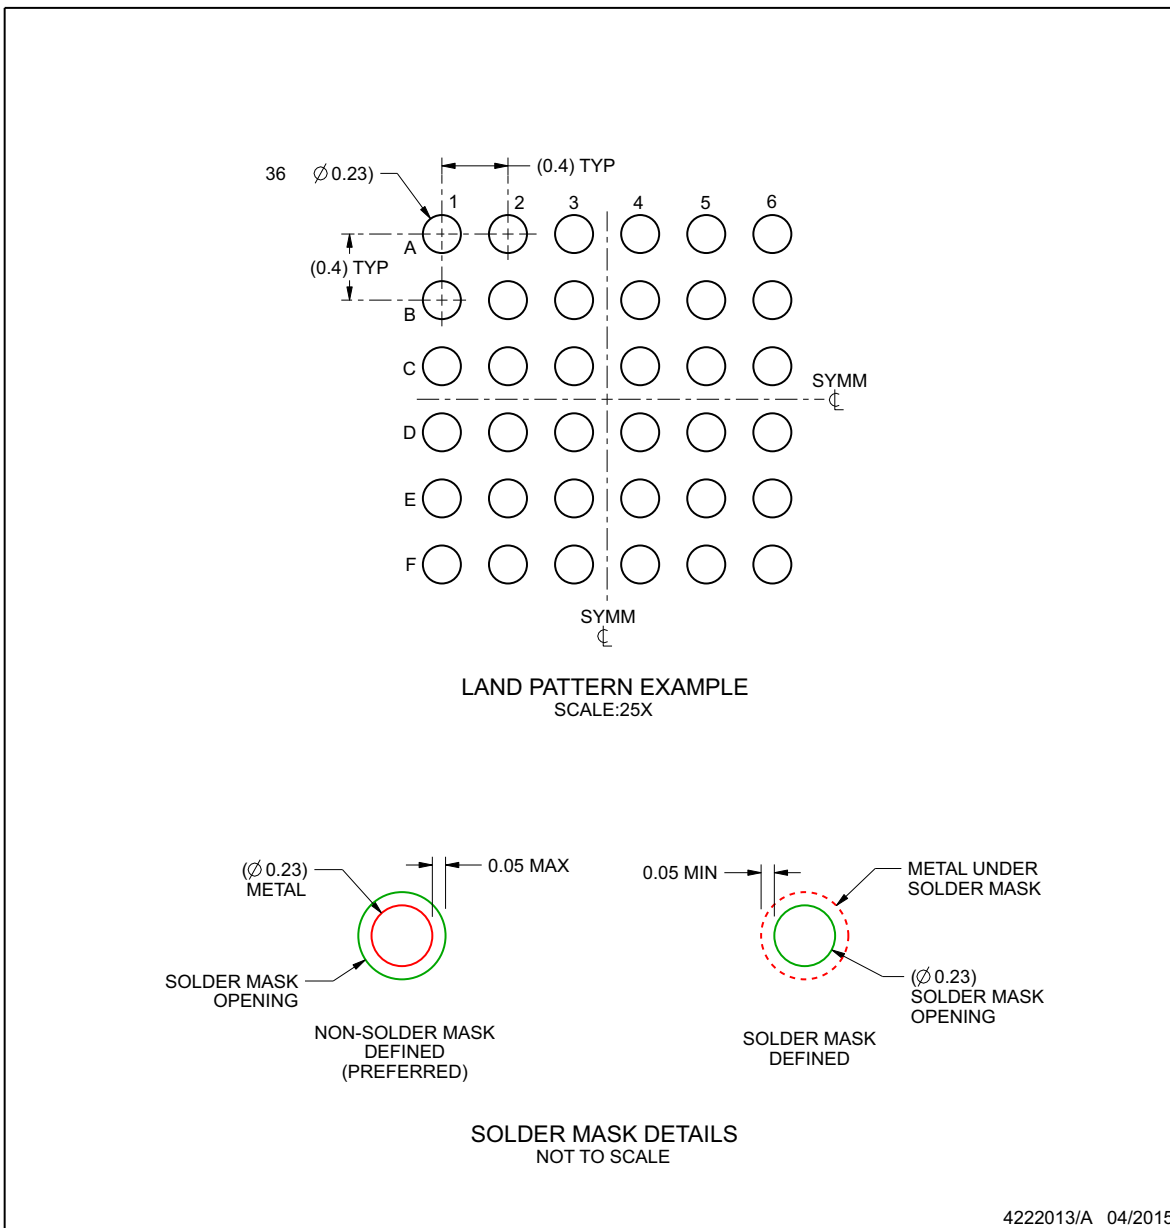 36 Ø0.23)
(0.4) TYP
1 2 3 4 5 6
A
(0.4) TYP
B
C
SYMM
℄
D
E
F
SYMM
℄
LAND PATTERN EXAMPLE
SCALE:25X
(Ø0.23)
METAL
0.05 MAX
SOLDER MASK
OPENING
NON-SOLDER MASK
DEFINED
(PREFERRED)
0.05 MIN
METAL UNDER
SOLDER MASK
(Ø0.23)
SOLDER MASK
OPENING
SOLDER MASK
DEFINED
SOLDER MASK DETAILS
NOT TO SCALE
4222013/A 04/2015